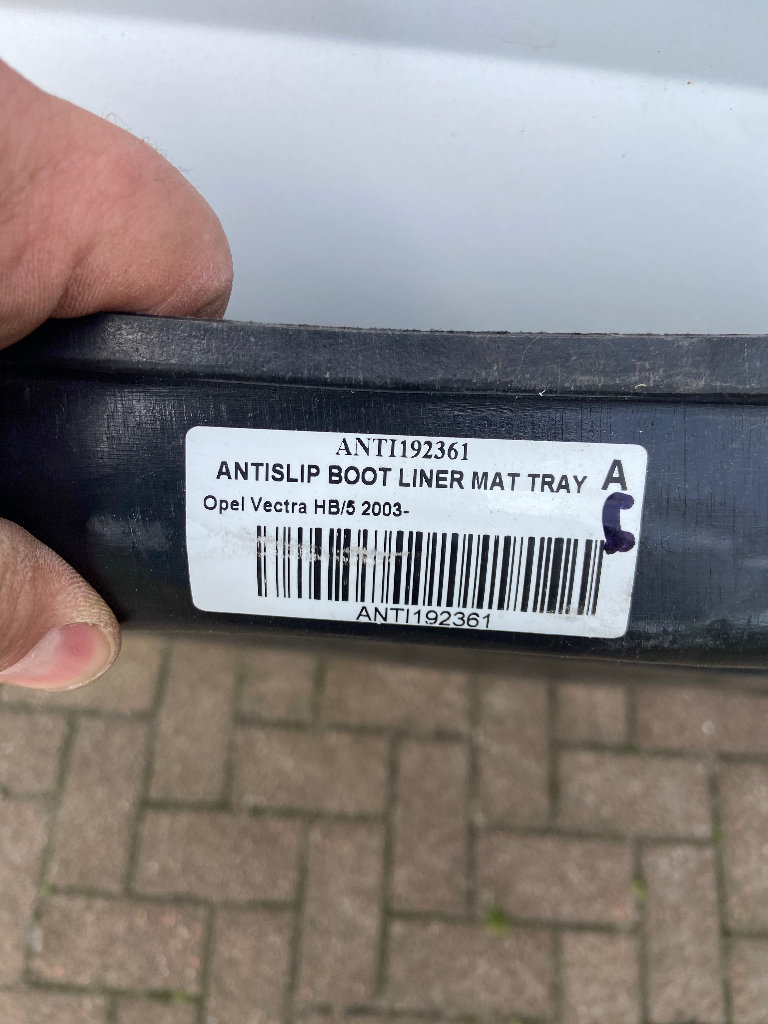 ANTI192361
ANTISLIP BOOT LINER MAT TRAY A
Opel Vectra HB/5 2003-
ANTI192361